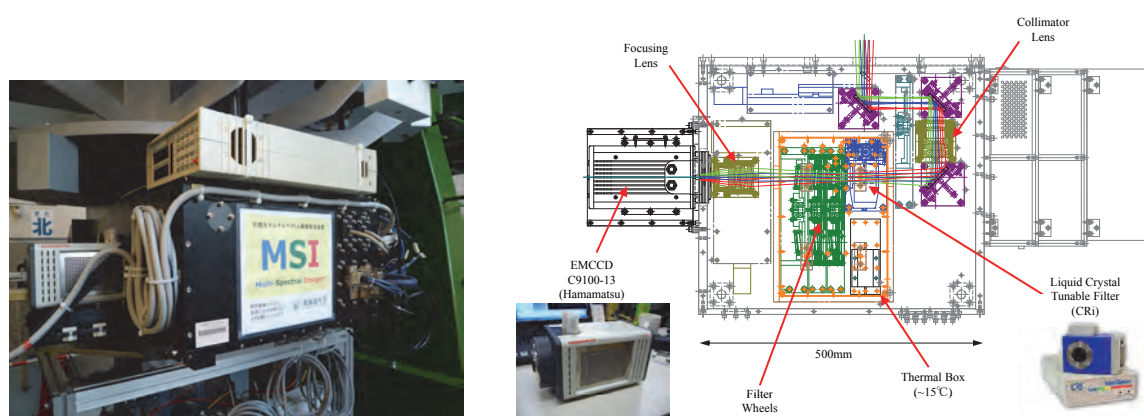 北
MSI
Multi-Spectral Imager
Focusing
Lens
Collimator
Lens
EMCCD
C9100-13
(Hamamatsu)
Liquid Crystal
Tunable Filter
(CRi)
500mm
Filter
Wheels
Thermal Box
(~15℃)